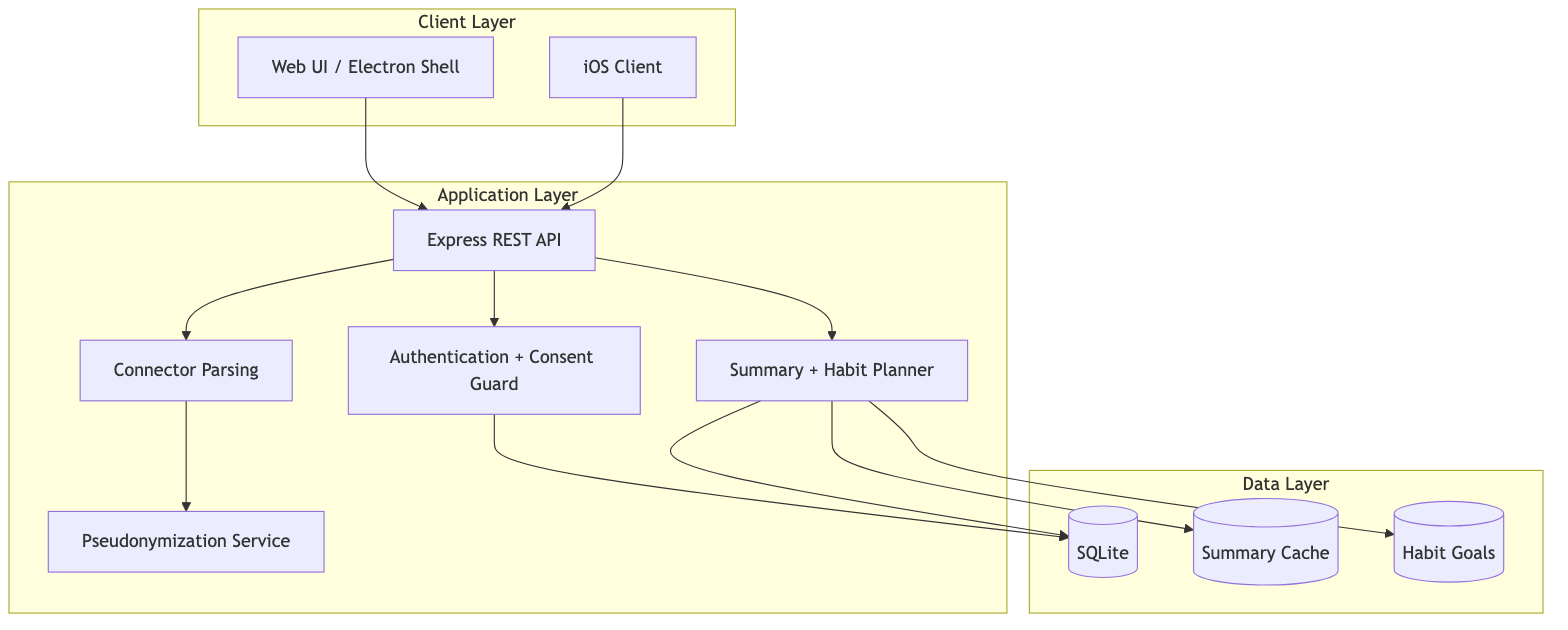 Client Layer
Web UI / Electron Shell
iOS Client
Application Layer
Express REST API
Connector Parsing
Authentication + Consent
Guard
Summary + Habit Planner
Pseudonymization Service
Data Layer
SQLite
Summary Cache
Habit Goals